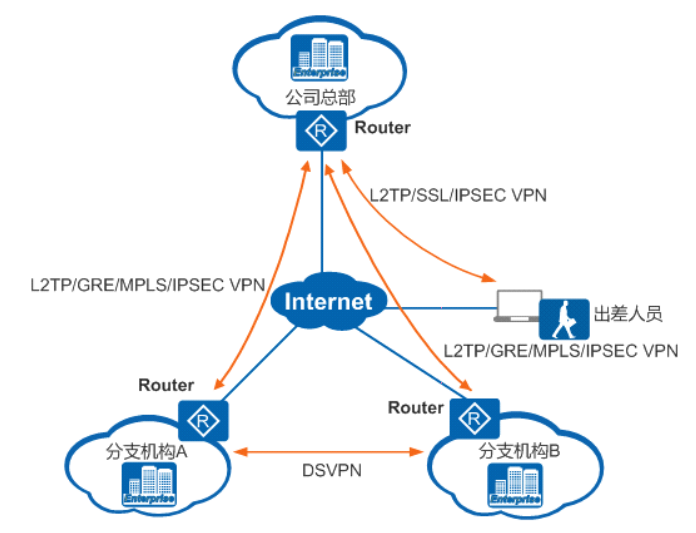 Enterprise
公司总部
R
Router
L2TP/SSL/IPSEC VPN
L2TP/GRE/MPLS/IPSEC VPN
Internet
出差人员
L2TP/GRE/MPLS/IPSEC VPN
Router
R
Router
R
分支机构A
Enterprise
DSVPN
分支机构B
Enterprise